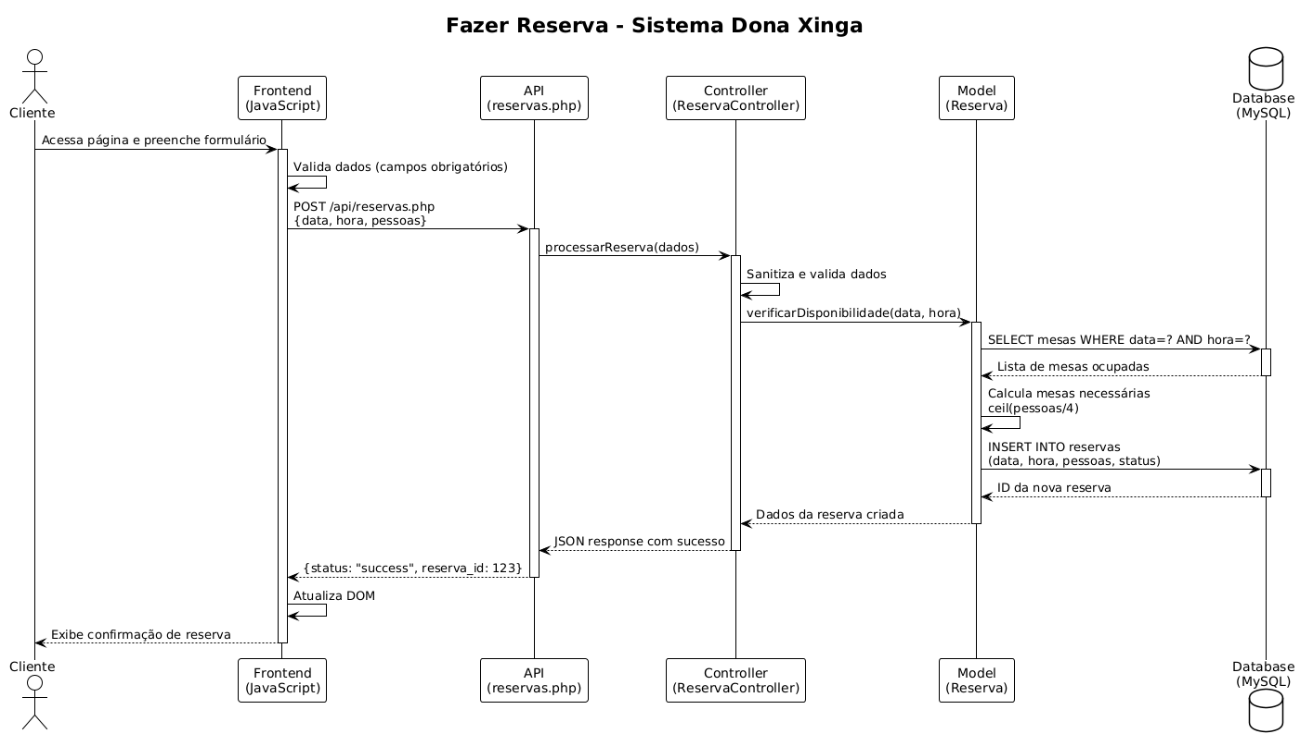 Fazer Reserva - Sistema Dona Xinga
Cliente
Frontend
(JavaScript)
API
(reservas.php)
Controller
(ReservaController)
Model
(Reserva)
Database
(MySQL)
Acessa página e preenche formulário
Valida dados (campos obrigatórios)
POST /api/reservas.php
{data, hora, pessoas}
processarReserva(dados)
Sanitiza e valida dados
verificarDisponibilidade(data, hora)
SELECT mesas WHERE data=? AND hora=?
Lista de mesas ocupadas
Calcula mesas necessárias
ceil(pessoas/4)
INSERT INTO reservas
(data, hora, pessoas, status)
ID da nova reserva
Dados da reserva criada
JSON response com sucesso
{status: "success", reserva_id: 123}
Atualiza DOM
Exibe confirmação de reserva
Cliente
Frontend
(JavaScript)
API
(reservas.php)
Controller
(ReservaController)
Model
(Reserva)
Database
(MySQL)